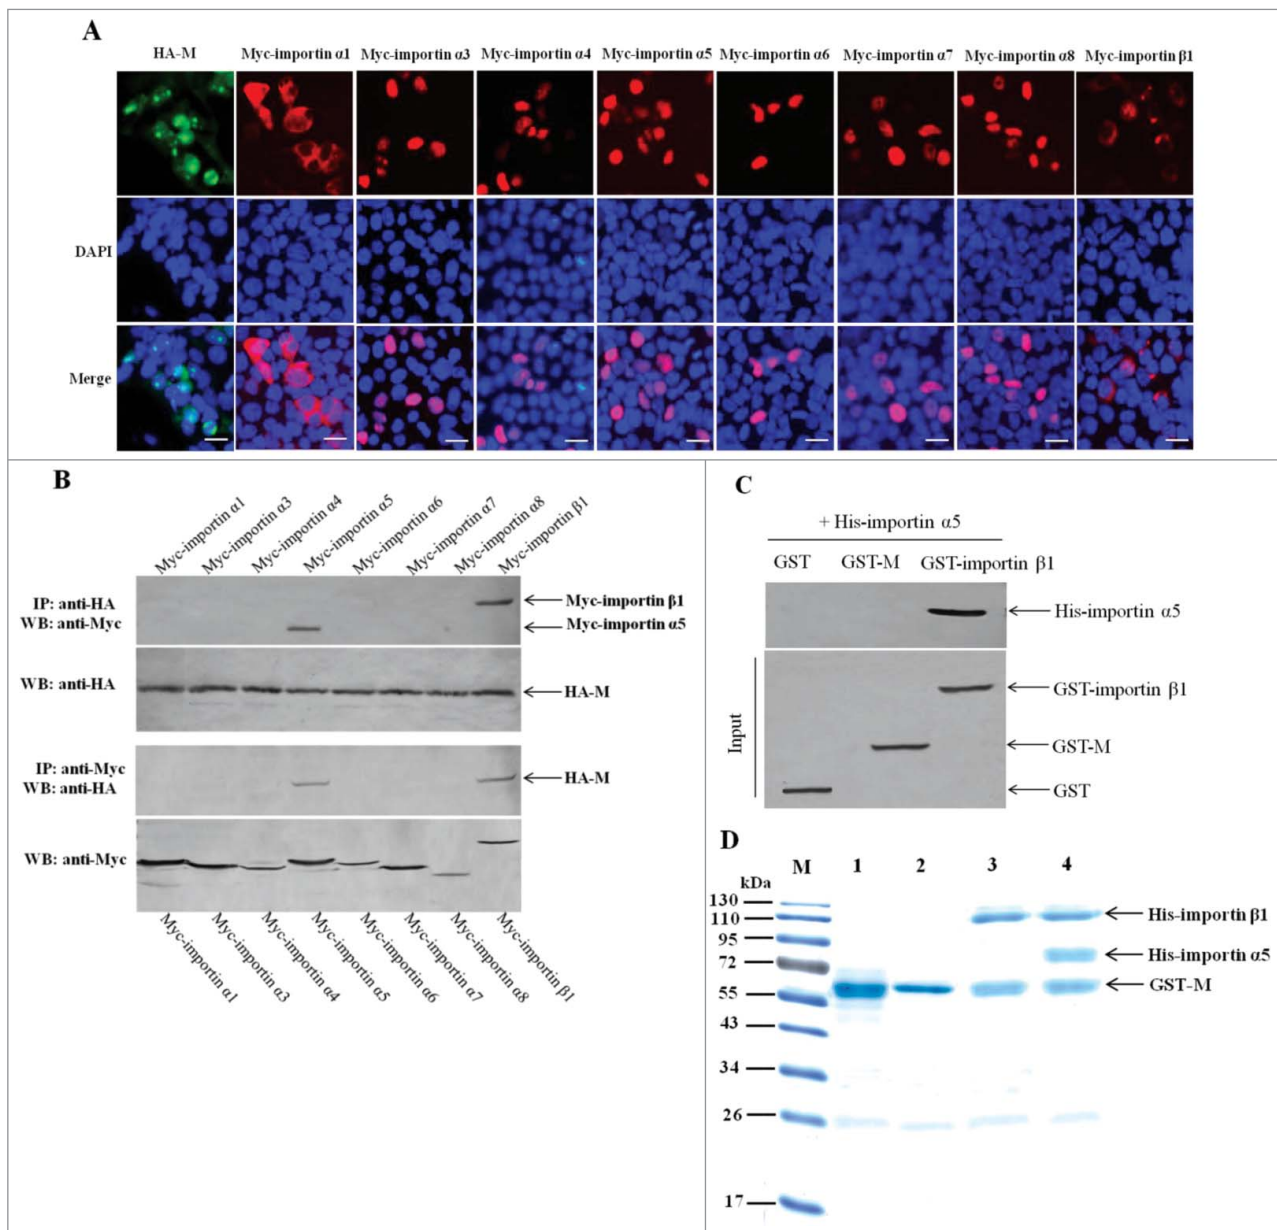 A
HA-M Myc-importin α1 Myc-importin α3 Myc-importin α4 Myc-importin α5 Myc-importin α6 Myc-importin α7 Myc-importin α8 Myc-importin β1
DAPI
Merge
B
Myc-importin α1 Myc-importin α3 Myc-importin α4 Myc-importin α5 Myc-importin α6 Myc-importin α7 Myc-importin α8 Myc-importin β1
IP: anti-HA
WB: anti-Myc
Myc-importin β1
Myc-importin α5
WB: anti-HA
HA-M
IP: anti-Myc
WB: anti-HA
HA-M
WB: anti-Myc
Myc-importin α1 Myc-importin α3 Myc-importin α4 Myc-importin α5 Myc-importin α6 Myc-importin α7 Myc-importin α8 Myc-importin β1
C
+ His-importin α5
GST GST-M GST-importin β1
His-importin α5
Input
GST-importin β1
GST-M
GST
D
M 1 2 3 4
kDa
130
110
95
72
55
43
34
26
17
His-importin β1
His-importin α5
GST-M